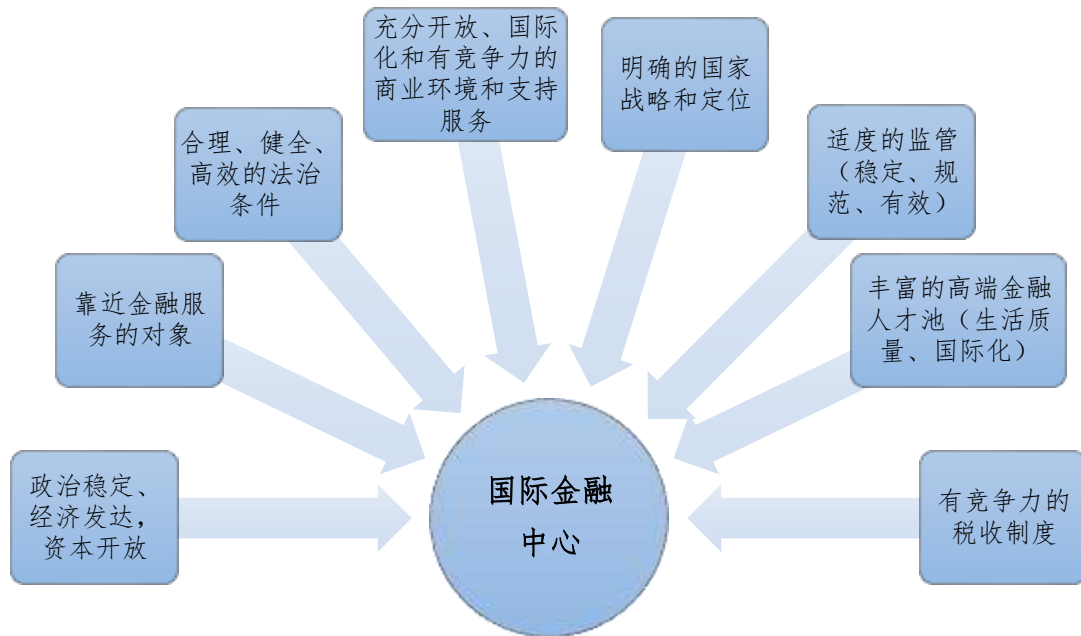 充分开放、国际
化和有竞争力的
商业环境和支持
服务
明确的国家
战略和定位
合理、健全、
高效的法治
条件
适度的监管
（稳定、规
范、有效）
靠近金融服
务的对象
丰富的高端金融
人才池（生活质
量、国际化）
政治稳定、
经济发达，
资本开放
国际金融
中心
有竞争力的
税收制度